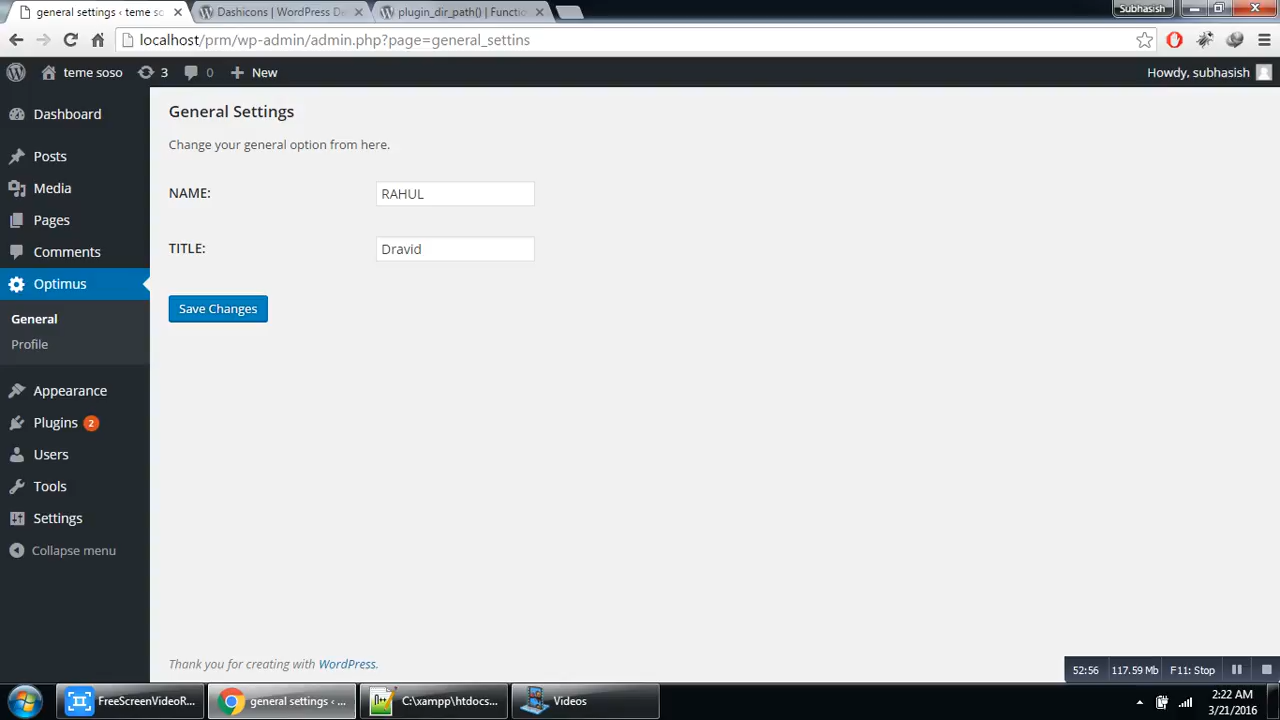 Subhasish
general settings ‹ teme so
Dashicons | WordPress De
plugin_dir_path() | Functio
localhost/prm/wp-admin/admin.php?page=general_settins
teme soso
3
0
New
Howdy, subhasish
Dashboard
Posts
Media
Pages
Comments
Optimus
General
Profile
Appearance
Plugins 2
Users
Tools
Settings
Collapse menu
General Settings
Change your general option from here.
NAME: RAHUL
TITLE: Dravid
Save Changes
Thank you for creating with WordPress.
52:56 117.59 Mb F11: Stop
FreeScreenVideoR...
general settings ‹ ...
C:\xampp\htdocs...
Videos
2:22 AM
3/21/2016